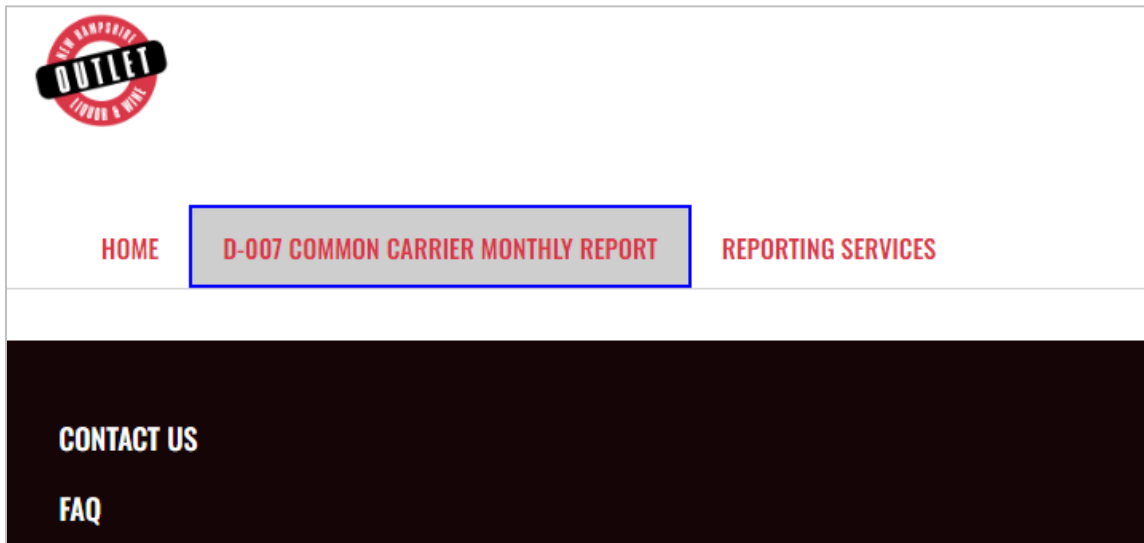 NEW HAMPSHIRE
OUTLET
LIQUOR & WINE
HOME
D-007 COMMON CARRIER MONTHLY REPORT
REPORTING SERVICES
CONTACT US
FAQ